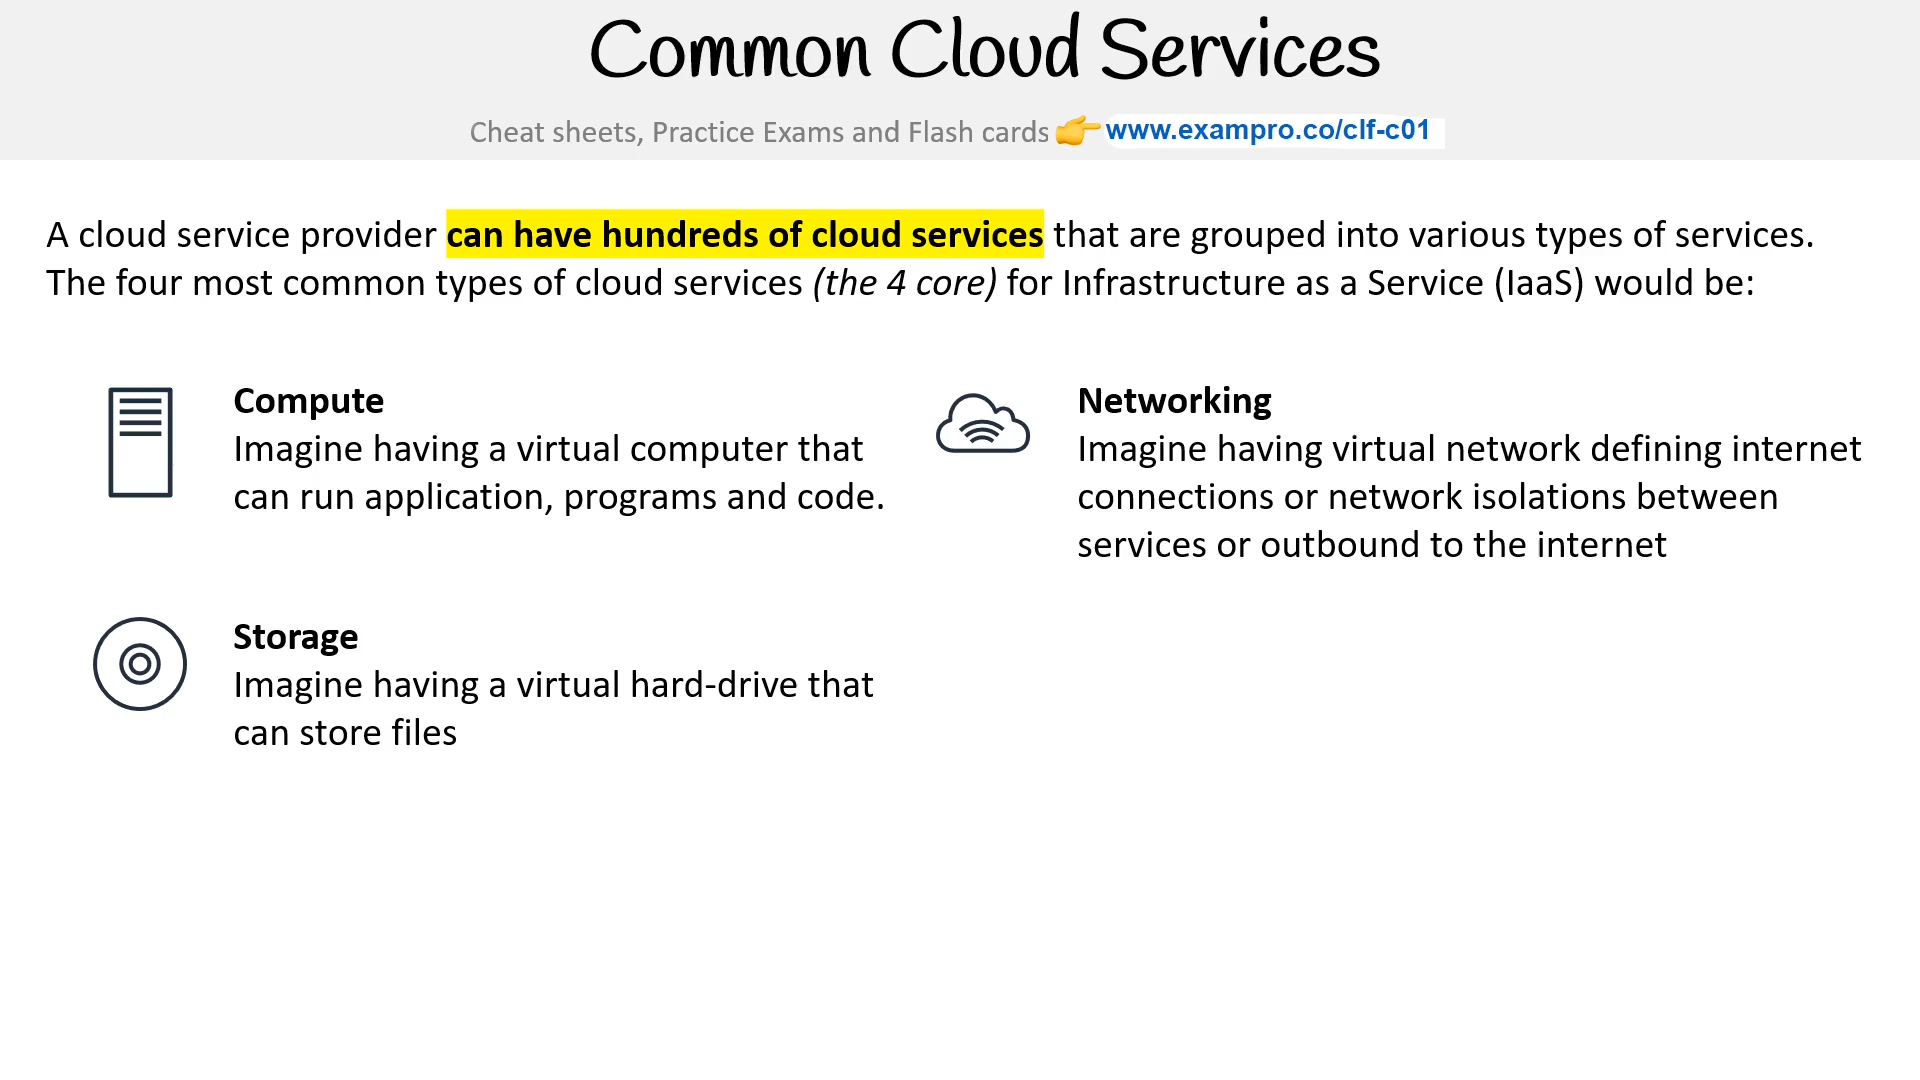 Common Cloud Services
Cheat sheets, Practice Exams and Flash cards 👉 www.exampro.co/clf-c01
A cloud service provider can have hundreds of cloud services that are grouped into various types of services.
The four most common types of cloud services (the 4 core) for Infrastructure as a Service (IaaS) would be:
Compute
Imagine having a virtual computer that
can run application, programs and code.
Networking
Imagine having virtual network defining internet
connections or network isolations between
services or outbound to the internet
Storage
Imagine having a virtual hard-drive that
can store files